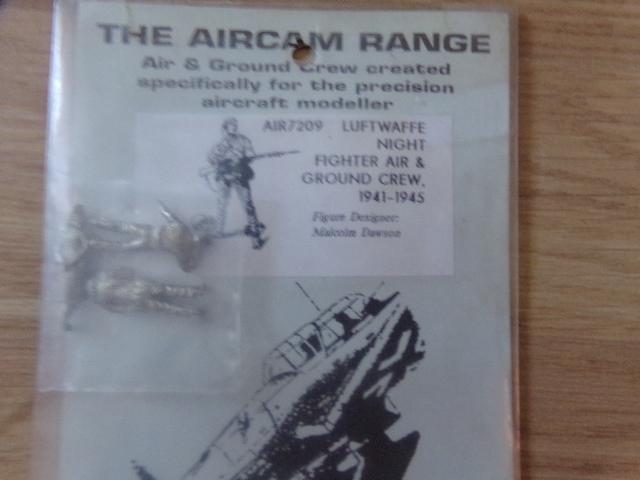 THE AIRCAM RANGE
Air & Ground Crew created
specifically for the precision
aircraft modeller
AIR7209 LUFTWAFFE
NIGHT
FIGHTER AIR &
GROUND CREW,
1941-1945
Figure Designer:
Malcolm Dawson